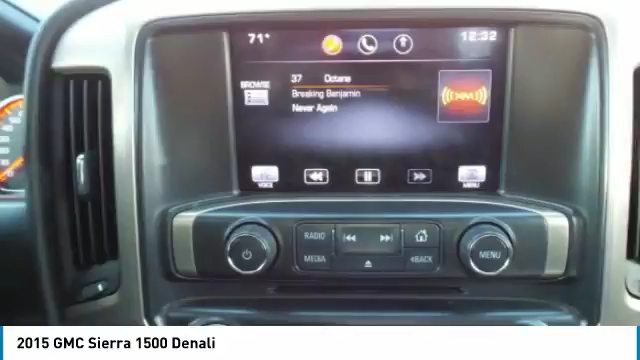 71° 12:32
BROWSE
37 Octane
Breaking Benjamin
Never Again
((XM))
VOICE MENU
RADIO MENU
MEDIA BACK
2015 GMC Sierra 1500 Denali